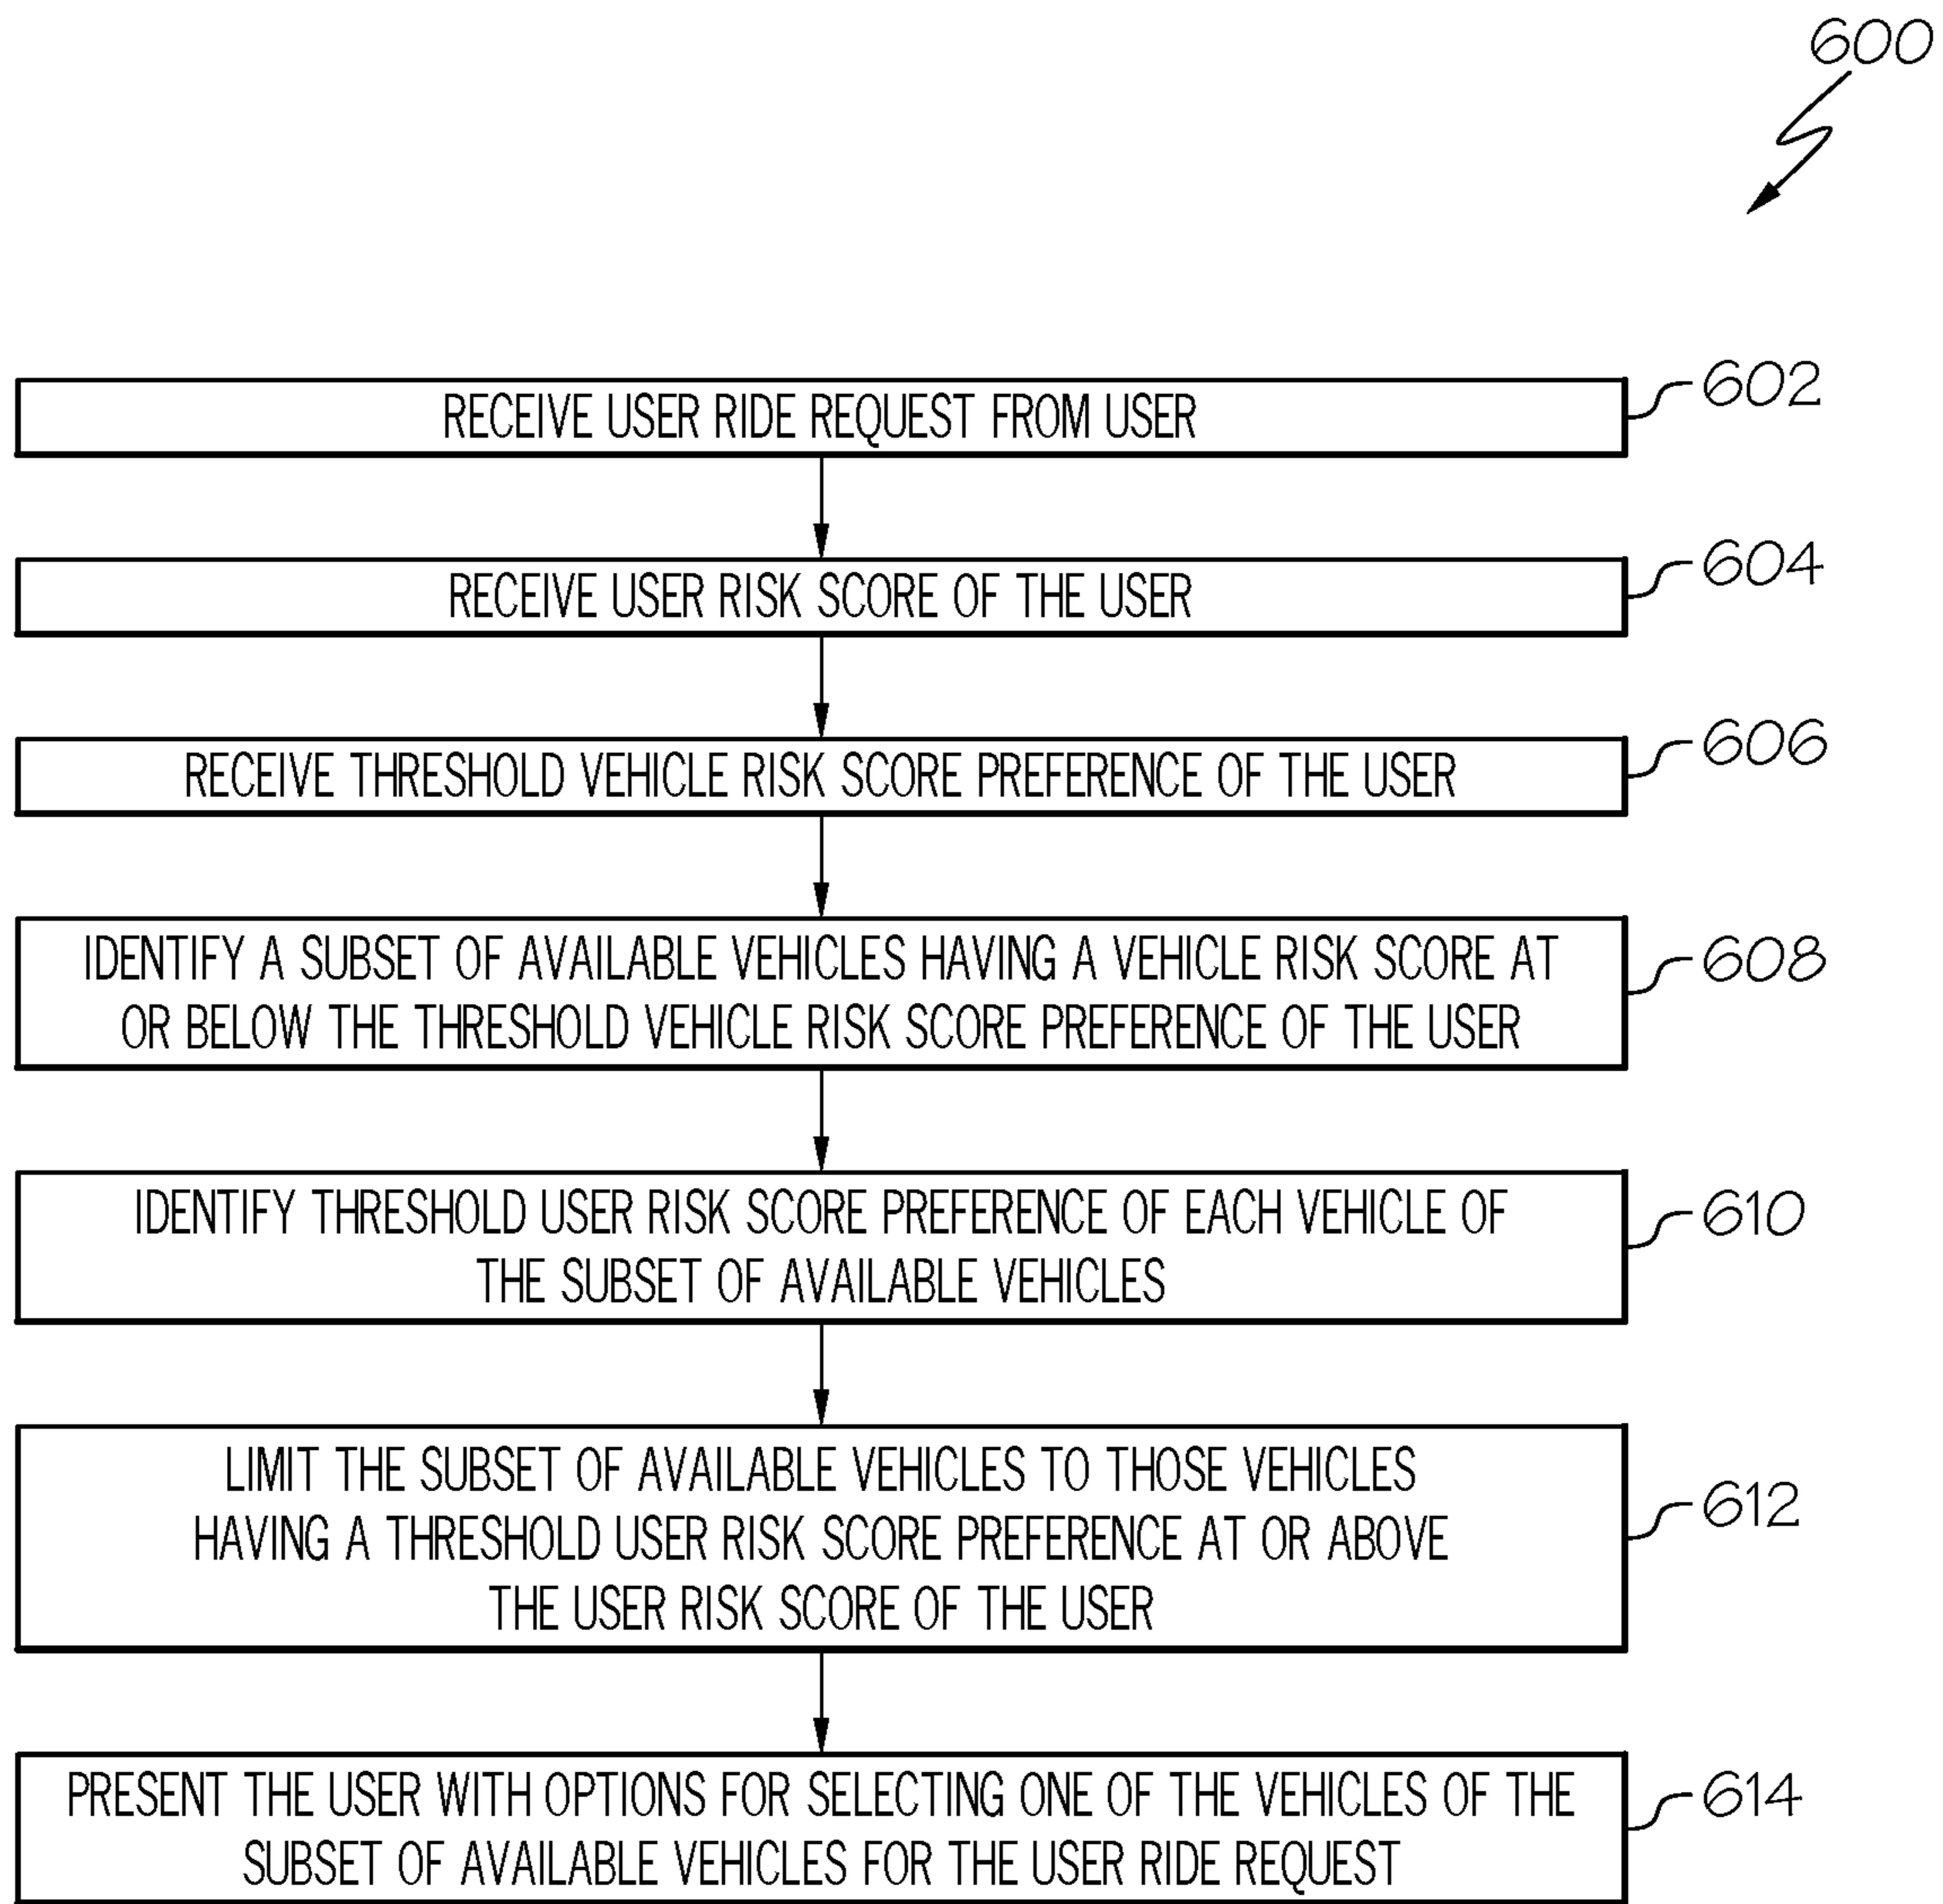 600
RECEIVE USER RIDE REQUEST FROM USER
602
RECEIVE USER RISK SCORE OF THE USER
604
RECEIVE THRESHOLD VEHICLE RISK SCORE PREFERENCE OF THE USER
606
IDENTIFY A SUBSET OF AVAILABLE VEHICLES HAVING A VEHICLE RISK SCORE AT
OR BELOW THE THRESHOLD VEHICLE RISK SCORE PREFERENCE OF THE USER
608
IDENTIFY THRESHOLD USER RISK SCORE PREFERENCE OF EACH VEHICLE OF
THE SUBSET OF AVAILABLE VEHICLES
610
LIMIT THE SUBSET OF AVAILABLE VEHICLES TO THOSE VEHICLES
HAVING A THRESHOLD USER RISK SCORE PREFERENCE AT OR ABOVE
THE USER RISK SCORE OF THE USER
612
PRESENT THE USER WITH OPTIONS FOR SELECTING ONE OF THE VEHICLES OF THE
SUBSET OF AVAILABLE VEHICLES FOR THE USER RIDE REQUEST
614